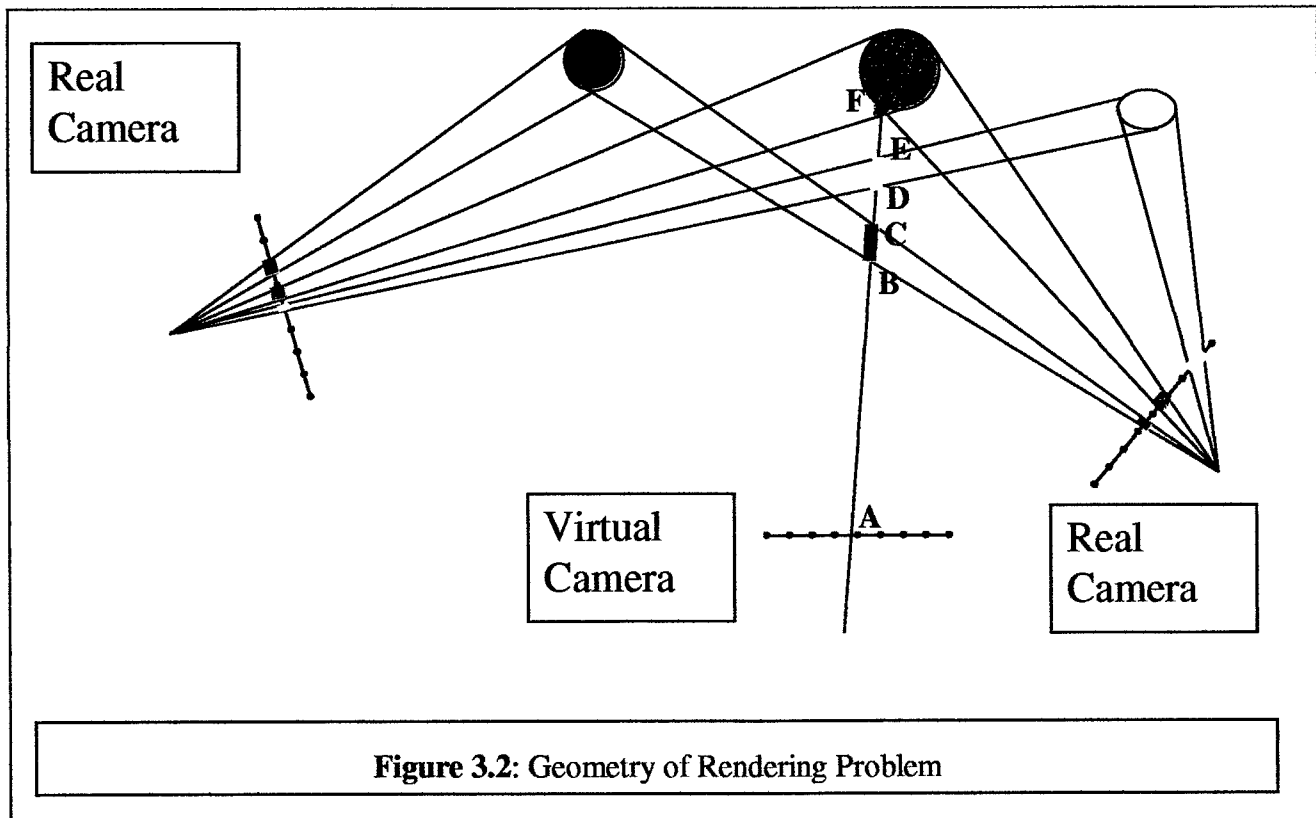 Real
Camera
F
E
D
C
B
A
Virtual
Camera
Real
Camera
Figure 3.2: Geometry of Rendering Problem